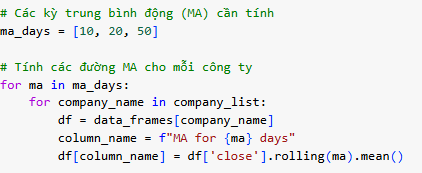 # Các kỳ trung bình động (MA) cần tính
ma_days = [10, 20, 50]
# Tính các đường MA cho mỗi công ty
for ma in ma_days:
    for company_name in company_list:
        df = data_frames[company_name]
        column_name = f"MA for {ma} days"
        df[column_name] = df['close'].rolling(ma).mean()